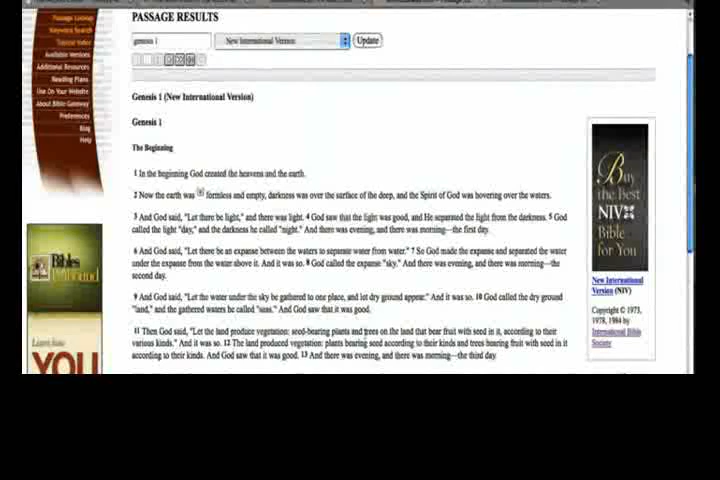 PASSAGE RESULTS
Passage Lookup
Keyword Search
Topical Index
Available Versions
Additional Resources
Reading Plans
Use On Your Website
About Bible Gateway
Preferences
Blog
Help
genesis 1
New International Version
Update
Genesis 1 (New International Version)
Genesis 1
The Beginning
1 In the beginning God created the heavens and the earth.
2 Now the earth was [a] formless and empty, darkness was over the surface of the deep, and the Spirit of God was hovering over the waters.
3 And God said, "Let there be light," and there was light. 4 God saw that the light was good, and He separated the light from the darkness. 5 God
called the light "day," and the darkness he called "night." And there was evening, and there was morning—the first day.
6 And God said, "Let there be an expanse between the waters to separate water from water." 7 So God made the expanse and separated the water
under the expanse from the water above it. And it was so. 8 God called the expanse "sky." And there was evening, and there was morning—the
second day.
9 And God said, "Let the water under the sky be gathered to one place, and let dry ground appear." And it was so. 10 God called the dry ground
"land," and the gathered waters he called "seas." And God saw that it was good.
11 Then God said, "Let the land produce vegetation: seed-bearing plants and trees on the land that bear fruit with seed in it, according to their
various kinds." And it was so. 12 The land produced vegetation: plants bearing seed according to their kinds and trees bearing fruit with seed in it
according to their kinds. And God saw that it was good. 13 And there was evening, and there was morning—the third day.
Buy
the Best
NIV
Bible
for You
New International
Version (NIV)
Copyright © 1973,
1978, 1984 by
International Bible
Society
Bibles
Unbound
Learn how
YOU